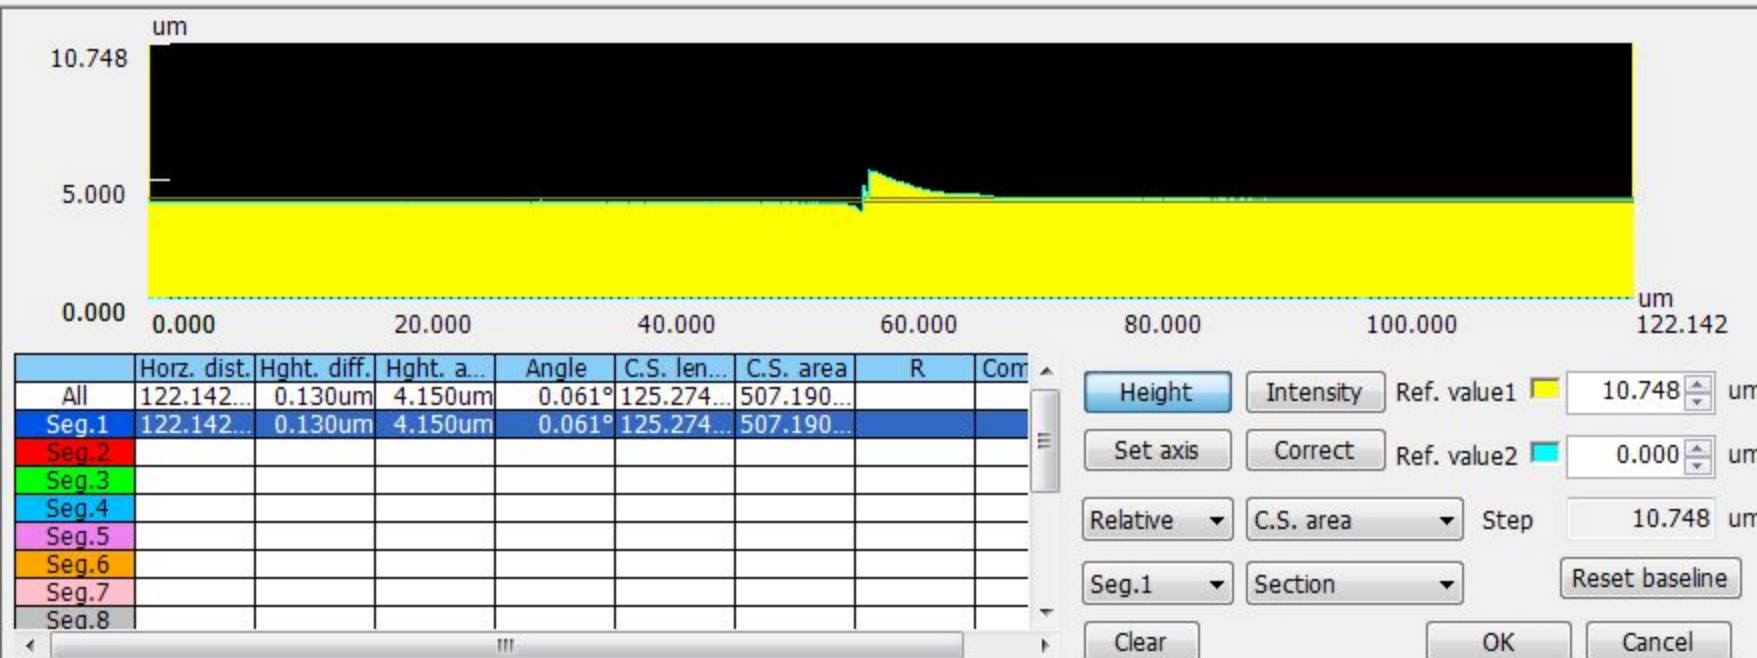 um
10.748
5.000
0.000
um
0.000 20.000 40.000 60.000 80.000 100.000 122.142
Horz. dist. Hght. diff. Hght. a... Angle C.S. len... C.S. area R Com
All 122.142... 0.130um 4.150um 0.061° 125.274... 507.190...
Seg.1 122.142... 0.130um 4.150um 0.061° 125.274... 507.190...
Seg.2
Seg.3
Seg.4
Seg.5
Seg.6
Seg.7
Seg.8
Height Intensity Ref. value1 10.748 um
Set axis Correct Ref. value2 0.000 um
Relative C.S. area Step 10.748 um
Seg.1 Section Reset baseline
Clear OK Cancel